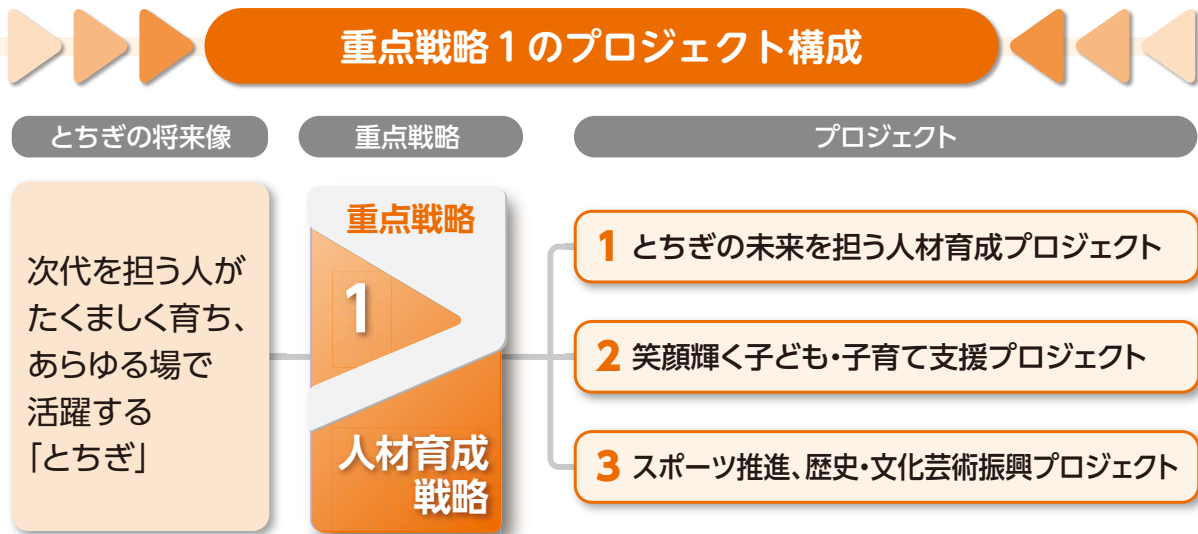 重点戦略1のプロジェクト構成
とちぎの将来像
重点戦略
プロジェクト
次代を担う人が
たくましく育ち、
あらゆる場で
活躍する
「とちぎ」
重点戦略
1
人材育成
戦略
1 とちぎの未来を担う人材育成プロジェクト
2 笑顔輝く子ども・子育て支援プロジェクト
3 スポーツ推進、歴史・文化芸術振興プロジェクト